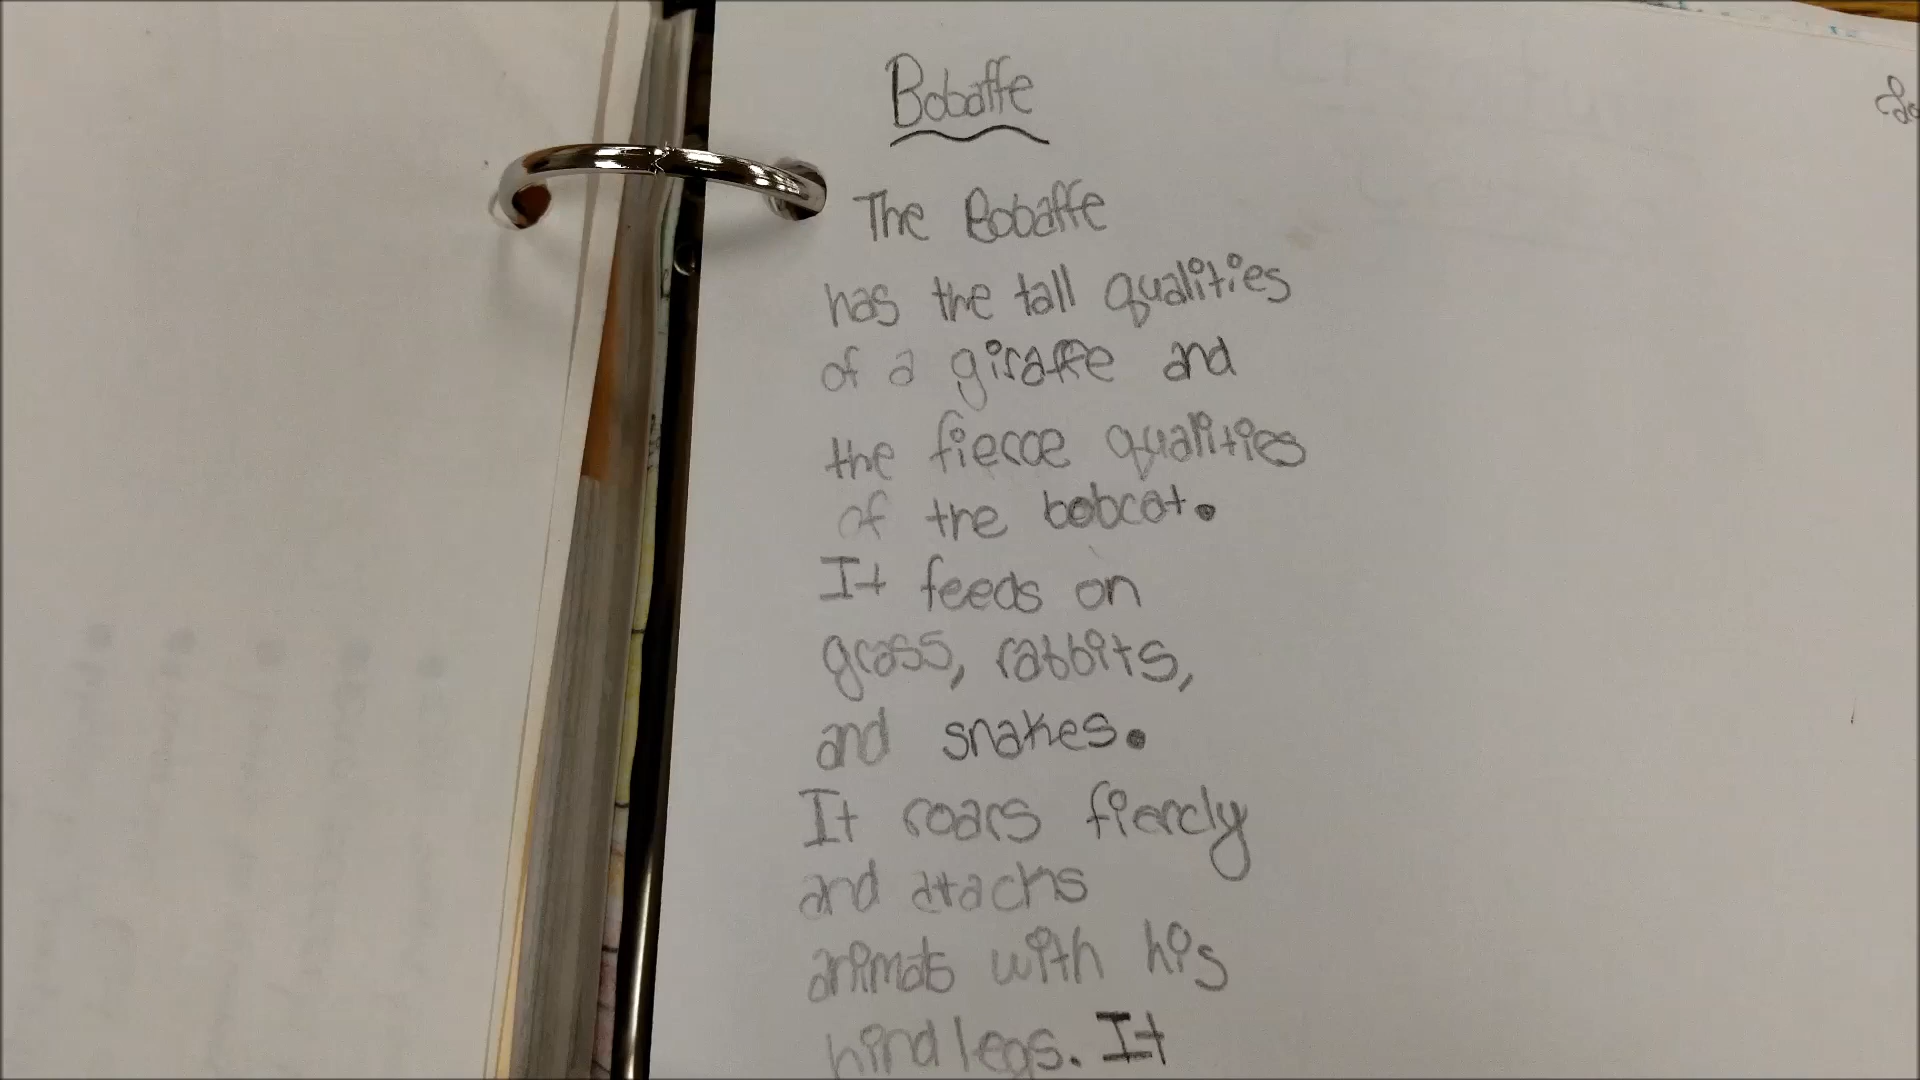 Bobaffe
The Bobaffe
has the tall qualities
of a giraffe and
the fierce qualities
of the bobcat.
It feeds on
grass, rabbits,
and snakes.
It roars fiercly
and attacks
animals with his
hind legs. It